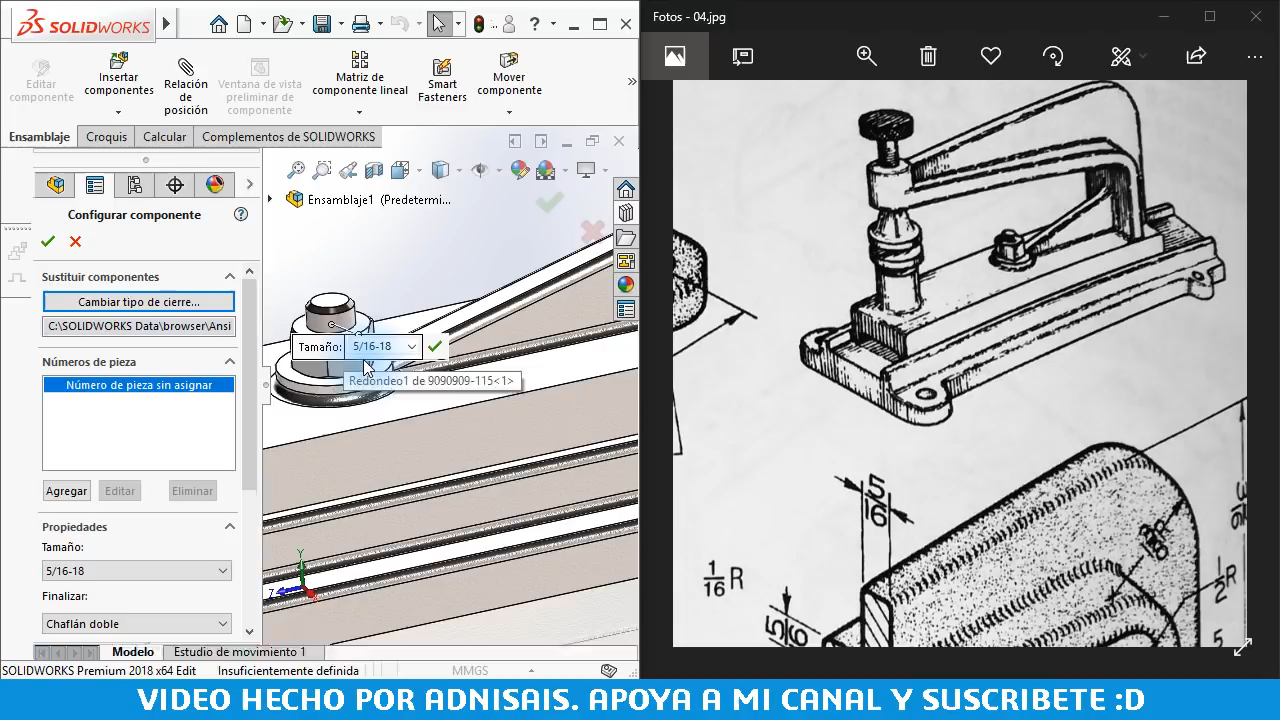 SOLIDWORKS
Editar
componente
Insertar
componentes
Relación
de
posición
Ventana de vista
preliminar de
componente
Matriz de
componente lineal
Smart
Fasteners
Mover
componente
Ensamblaje
Croquis
Calcular
Complementos de SOLIDWORKS
Ensamblaje1 (Predetermi...
Configurar componente
Sustituir componentes
Cambiar tipo de cierre...
C:\SOLIDWORKS Data\browser\Ansi
Números de pieza
Número de pieza sin asignar
Agregar
Editar
Eliminar
Propiedades
Tamaño:
5/16-18
Finalizar:
Chaflán doble
Tamaño: 5/16-18
Redondeo1 de 9090909-115<1>
Y
Z
Modelo
Estudio de movimiento 1
SOLIDWORKS Premium 2018 x64 Edit
Insuficientemente definida
MMGS
Fotos - 04.jpg
5/16
1/16 R
5/16
1/2 R
5
VIDEO HECHO POR ADNISAIS. APOYA A MI CANAL Y SUSCRIBETE :D